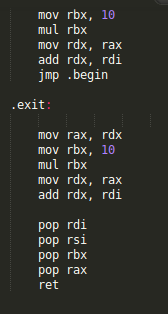 mov rbx, 10
mul rbx
mov rdx, rax
add rdx, rdi
jmp .begin
.exit:
mov rax, rdx
mov rbx, 10
mul rbx
mov rdx, rax
add rdx, rdi
pop rdi
pop rsi
pop rbx
pop rax
ret